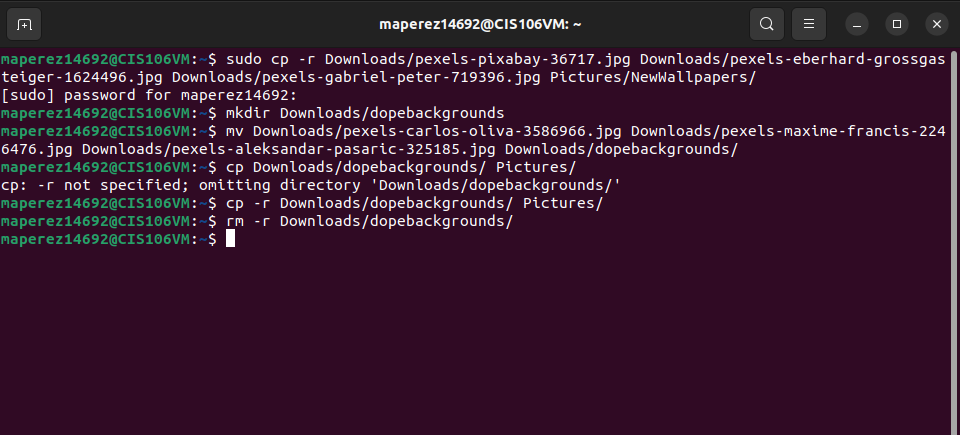 maperez14692@CIS106VM: ~
maperez14692@CIS106VM:~$ sudo cp -r Downloads/pexels-pixabay-36717.jpg Downloads/pexels-eberhard-grossgas
teiger-1624496.jpg Downloads/pexels-gabriel-peter-719396.jpg Pictures/NewWallpapers/
[sudo] password for maperez14692:
maperez14692@CIS106VM:~$ mkdir Downloads/dopebackgrounds
maperez14692@CIS106VM:~$ mv Downloads/pexels-carlos-oliva-3586966.jpg Downloads/pexels-maxime-francis-224
6476.jpg Downloads/pexels-aleksandar-pasaric-325185.jpg Downloads/dopebackgrounds/
maperez14692@CIS106VM:~$ cp Downloads/dopebackgrounds/ Pictures/
cp: -r not specified; omitting directory 'Downloads/dopebackgrounds/'
maperez14692@CIS106VM:~$ cp -r Downloads/dopebackgrounds/ Pictures/
maperez14692@CIS106VM:~$ rm -r Downloads/dopebackgrounds/
maperez14692@CIS106VM:~$